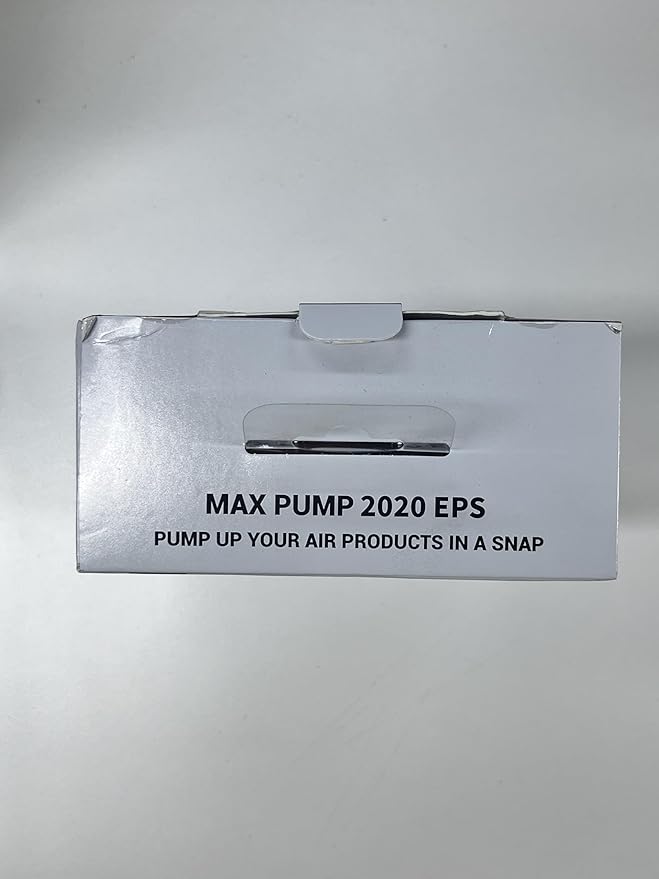 MAX PUMP 2020 EPS
PUMP UP YOUR AIR PRODUCTS IN A SNAP